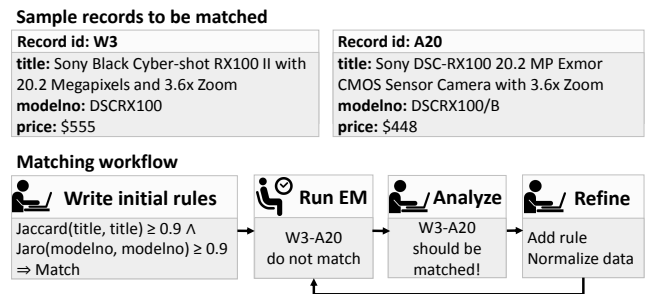 Sample records to be matched
Record id: W3
title: Sony Black Cyber-shot RX100 II with
20.2 Megapixels and 3.6x Zoom
modelno: DSCRX100
price: $555
Record id: A20
title: Sony DSC-RX100 20.2 MP Exmor
CMOS Sensor Camera with 3.6x Zoom
modelno: DSCRX100/B
price: $448
Matching workflow
Write initial rules
Jaccard(title, title) ≥ 0.9 ∧
Jaro(modelno, modelno) ≥ 0.9
⇒ Match
Run EM
W3-A20
do not match
Analyze
W3-A20
should be
matched!
Refine
Add rule
Normalize data